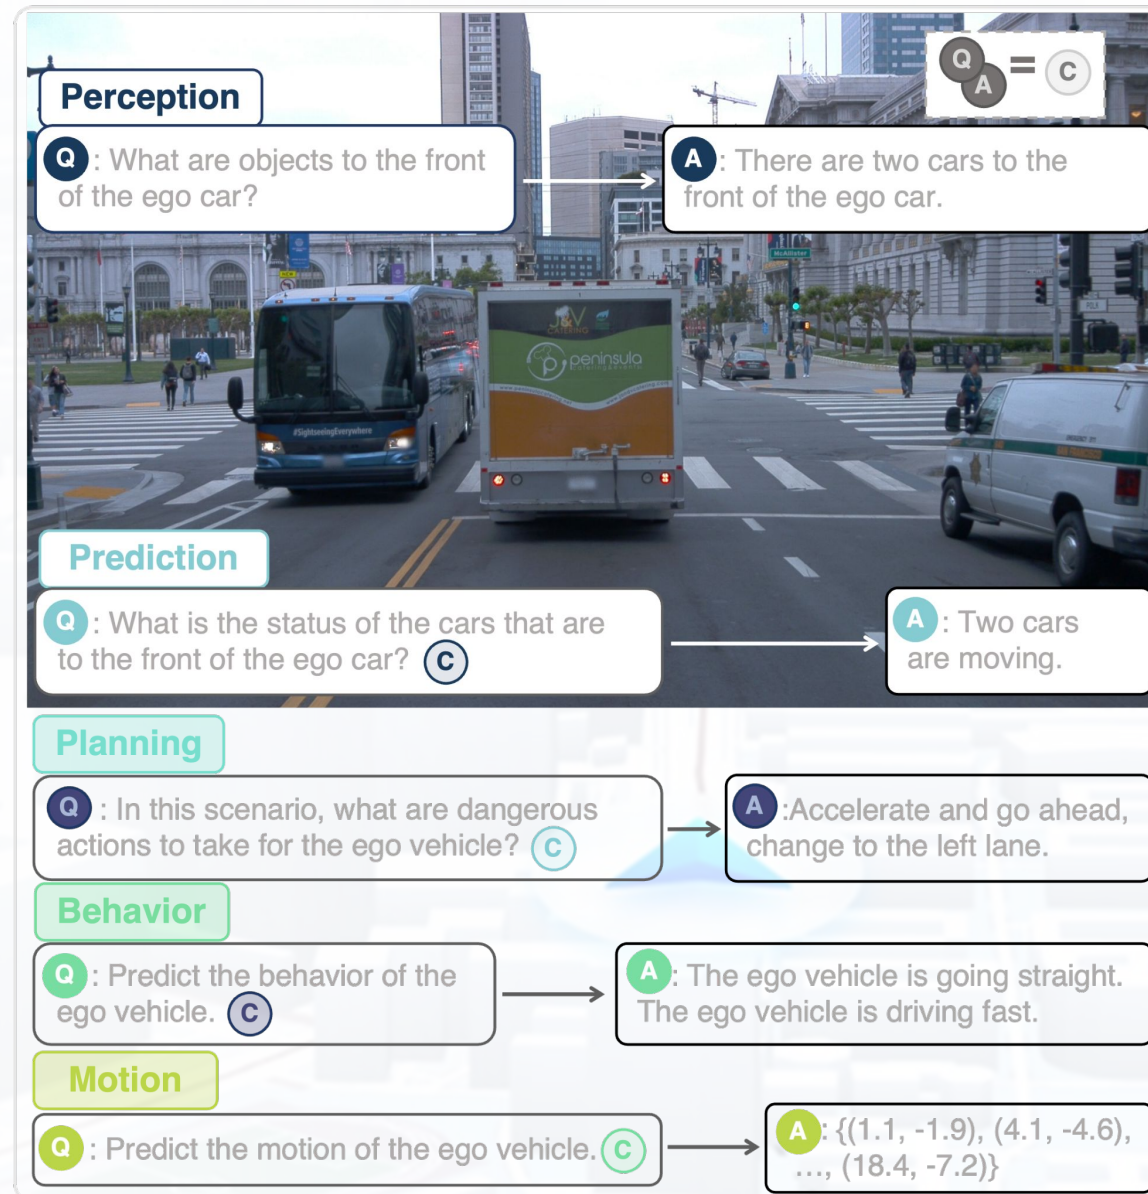 Q A = C
Perception
Q : What are objects to the front
of the ego car?
A : There are two cars to the
front of the ego car.
NEW
McAllister
POLK
J&V
CATERING
peninsula
#SightseeingEverywhere
Prediction
Q : What is the status of the cars that are
to the front of the ego car? C
A : Two cars
are moving.
Planning
Q : In this scenario, what are dangerous
actions to take for the ego vehicle? C
A :Accelerate and go ahead,
change to the left lane.
Behavior
Q : Predict the behavior of the
ego vehicle. C
A : The ego vehicle is going straight.
The ego vehicle is driving fast.
Motion
Q : Predict the motion of the ego vehicle. C
A : {(1.1, -1.9), (4.1, -4.6),
…, (18.4, -7.2)}